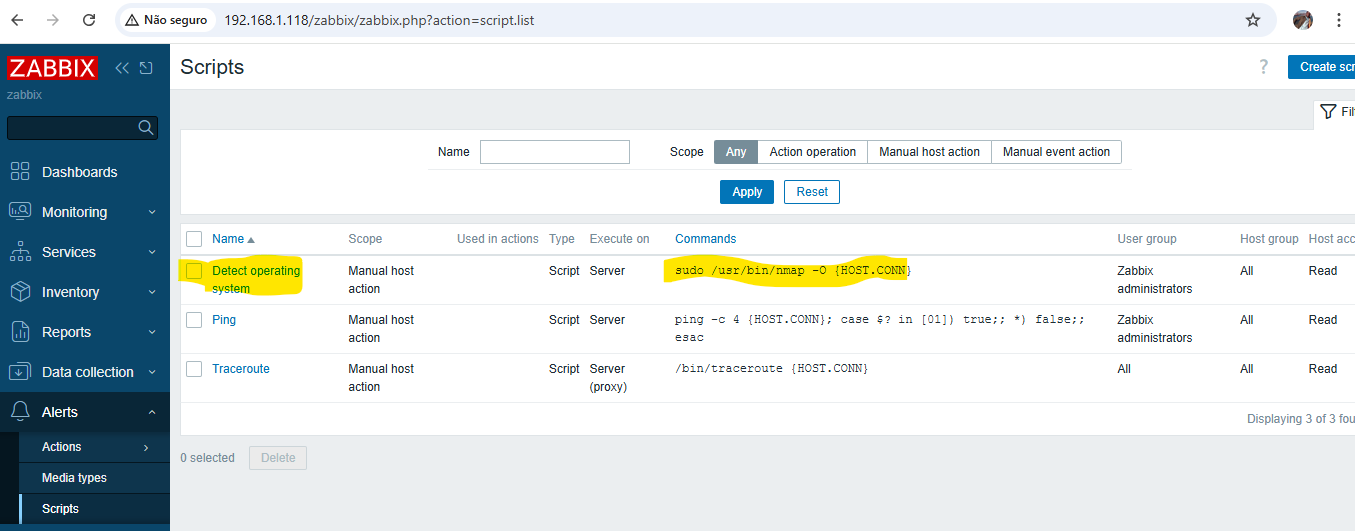 Não seguro 192.168.1.118/zabbix/zabbix.php?action=script.list
ZABBIX
zabbix
Dashboards
Monitoring
Services
Inventory
Reports
Data collection
Alerts
Actions
Media types
Scripts
Scripts
? Create scr
Fil
Name Scope Any Action operation Manual host action Manual event action
Apply Reset
Name Scope Used in actions Type Execute on Commands User group Host group Host acc
Detect operating Manual host Script Server sudo /usr/bin/nmap -O {HOST.CONN} Zabbix All Read
system action administrators
Ping Manual host Script Server ping -c 4 {HOST.CONN}; case $? in [01]) true;; *) false;; Zabbix All Read
action esac administrators
Traceroute Manual host Script Server /bin/traceroute {HOST.CONN} All All Read
action (proxy)
Displaying 3 of 3 fou
0 selected Delete